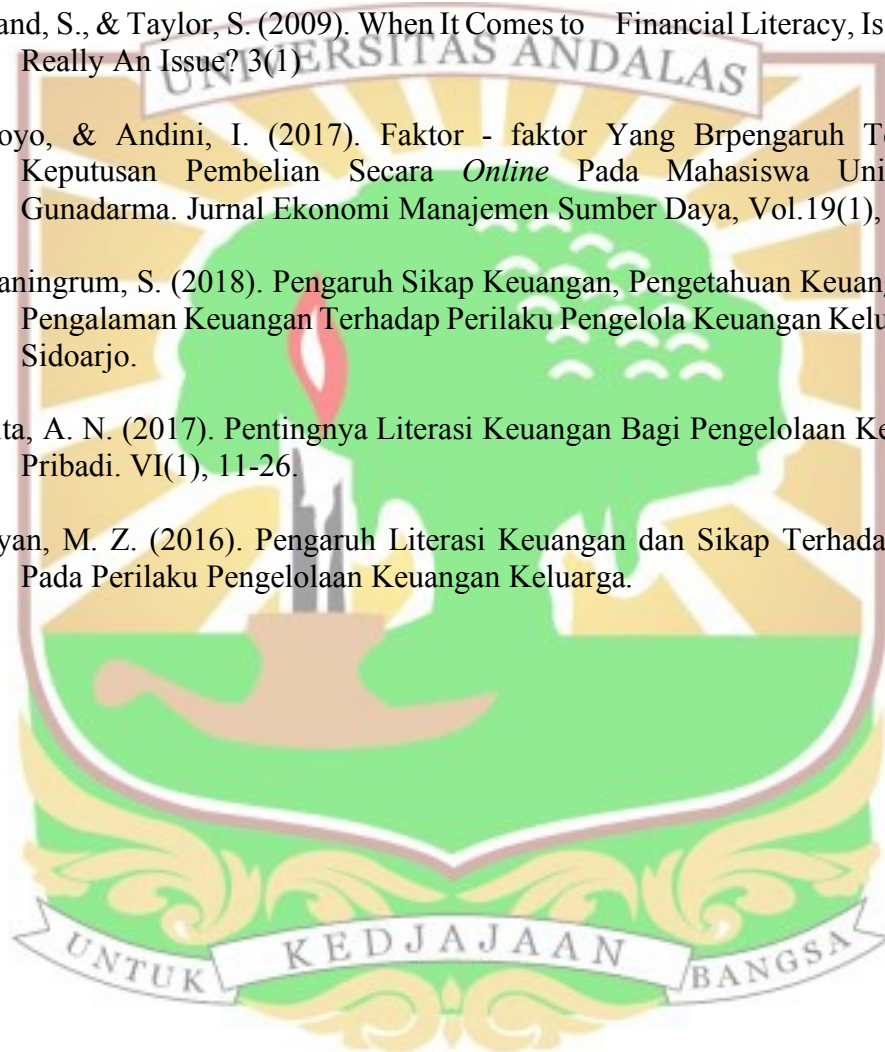 and, S., & Taylor, S. (2009). When It Comes to Financial Literacy, Is
Really An Issue? 3(1)
UNIVERSITAS ANDALAS
oyo, & Andini, I. (2017). Faktor - faktor Yang Brpengaruh Te
Keputusan Pembelian Secara Online Pada Mahasiswa Uni
Gunadarma. Jurnal Ekonomi Manajemen Sumber Daya, Vol.19(1),
aningrum, S. (2018). Pengaruh Sikap Keuangan, Pengetahuan Keuang
Pengalaman Keuangan Terhadap Perilaku Pengelola Keuangan Kelu
Sidoarjo.
ta, A. N. (2017). Pentingnya Literasi Keuangan Bagi Pengelolaan Ke
Pribadi. VI(1), 11-26.
yan, M. Z. (2016). Pengaruh Literasi Keuangan dan Sikap Terhada
Pada Perilaku Pengelolaan Keuangan Keluarga.
UNTUK KEDJAJAAN BANGSA